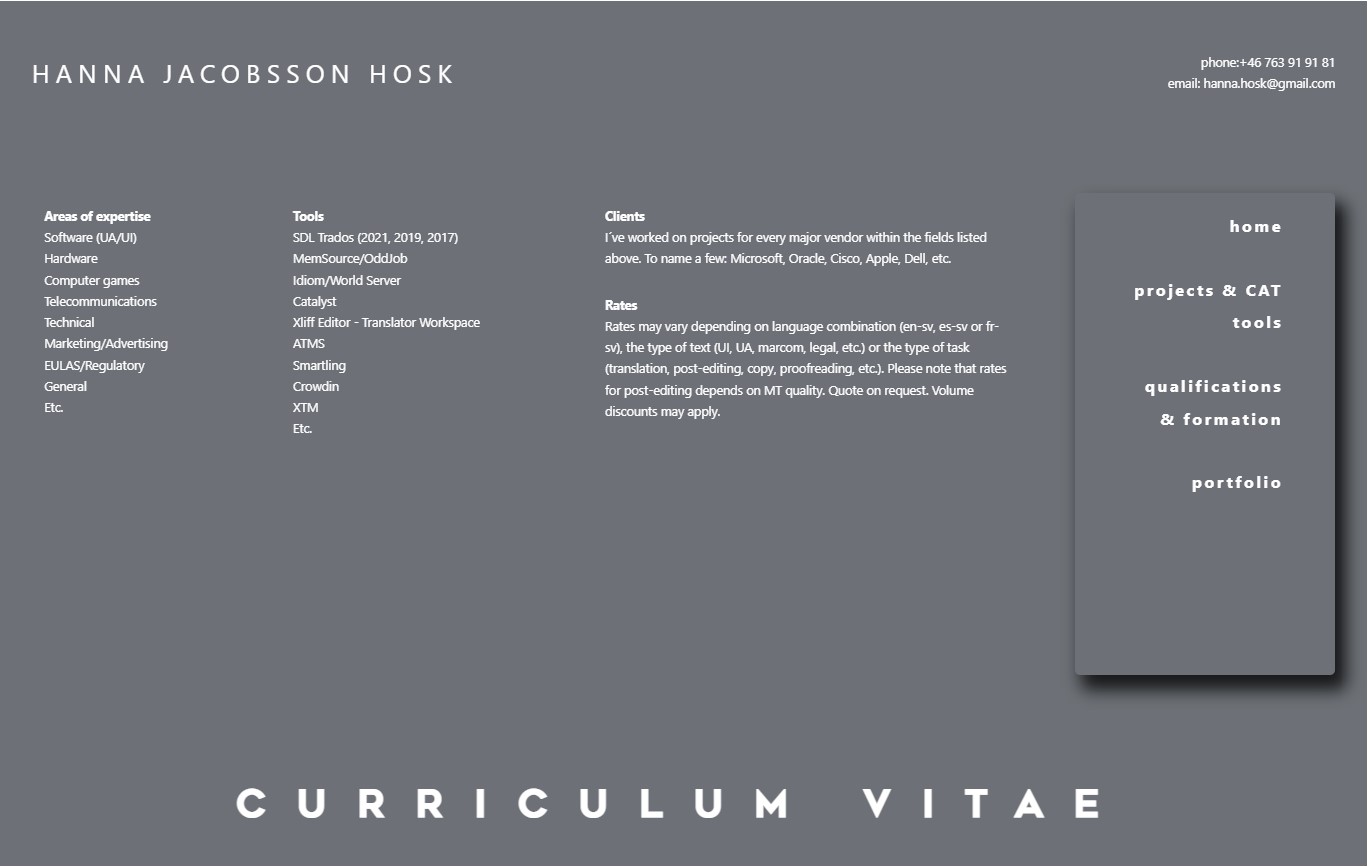 HANNA JACOBSSON HOSK
phone:+46 763 91 91 81
email: hanna.hosk@gmail.com
Areas of expertise
Software (UA/UI)
Hardware
Computer games
Telecommunications
Technical
Marketing/Advertising
EULAS/Regulatory
General
Etc.
Tools
SDL Trados (2021, 2019, 2017)
MemSource/OddJob
Idiom/World Server
Catalyst
Xliff Editor - Translator Workspace
ATMS
Smartling
Crowdin
XTM
Etc.
Clients
I´ve worked on projects for every major vendor within the fields listed
above. To name a few: Microsoft, Oracle, Cisco, Apple, Dell, etc.
Rates
Rates may vary depending on language combination (en-sv, es-sv or fr-
sv), the type of text (UI, UA, marcom, legal, etc.) or the type of task
(translation, post-editing, copy, proofreading, etc.). Please note that rates
for post-editing depends on MT quality. Quote on request. Volume
discounts may apply.
home
projects & CAT
tools
qualifications
& formation
portfolio
CURRICULUM VITAE